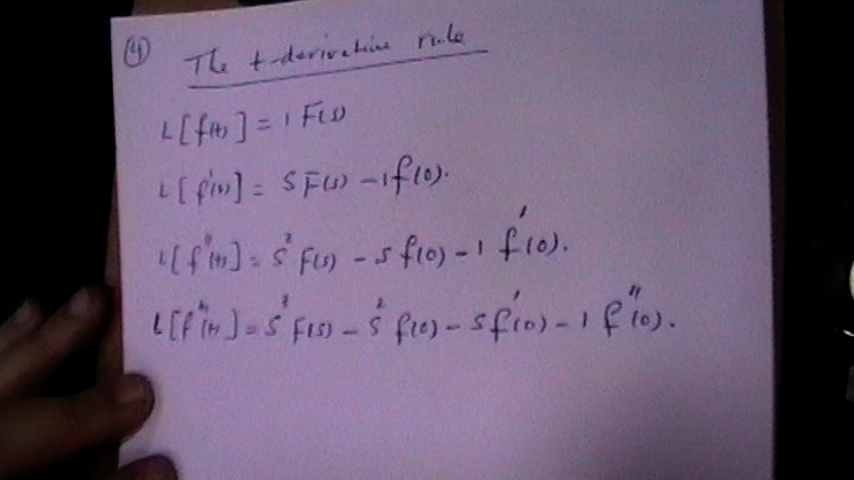 ④ The t-derivative rule
L[f(t)] = 1 F(s)
L[f'(t)] = S F(s) - 1 f(0).
L[f''(t)] = S² F(s) - S f(0) - 1 f'(0).
L[f'''(t)] = S³ F(s) - S² f(0) - S f'(0) - 1 f''(0).